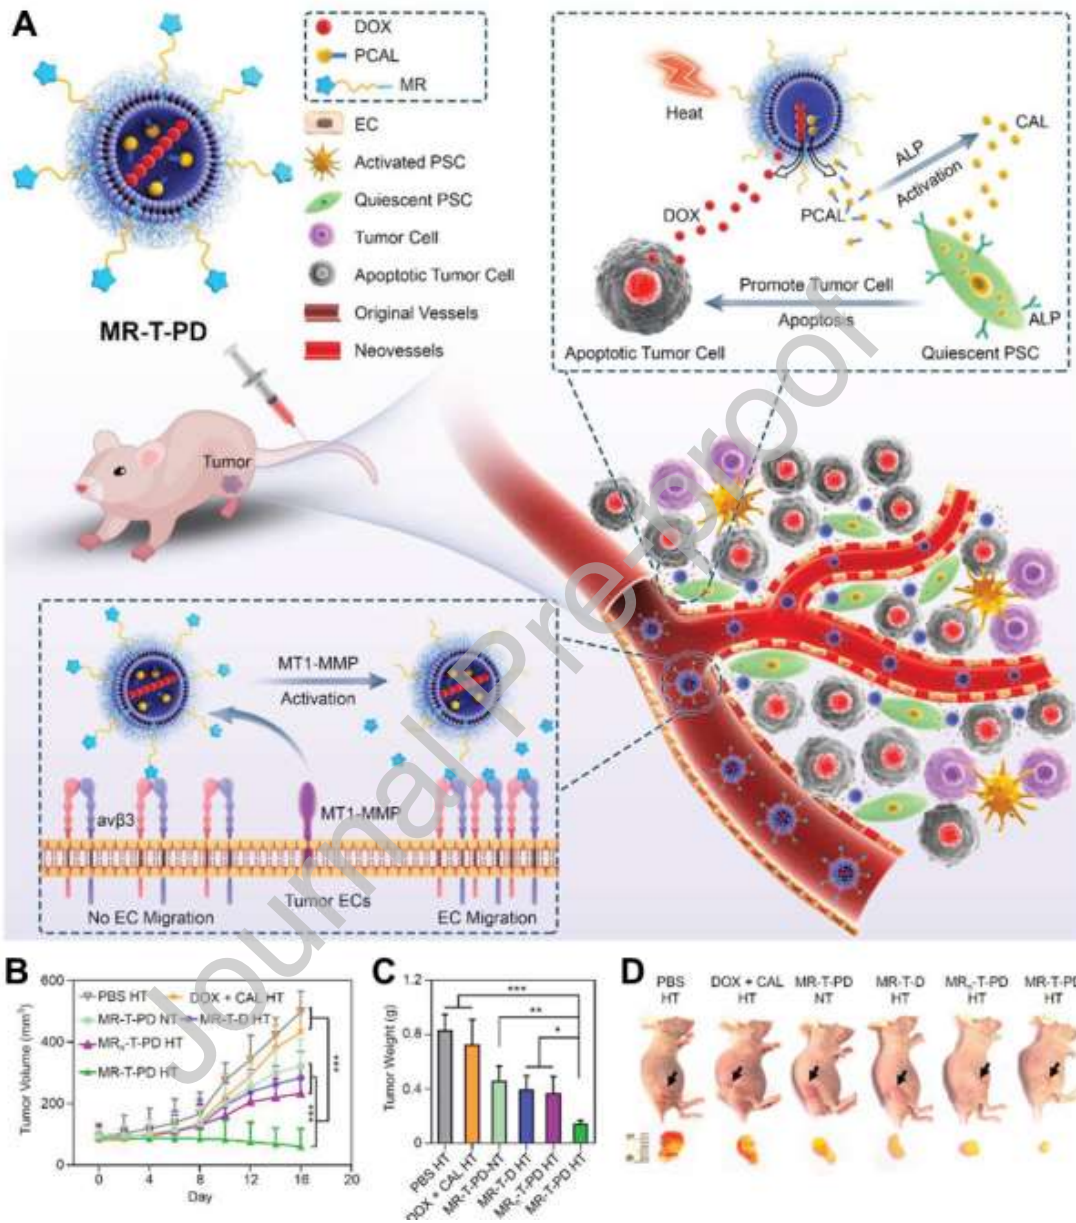 A
DOX
PCAL
MR
EC
Activated PSC
Quiescent PSC
Tumor Cell
Apoptotic Tumor Cell
Original Vessels
Neovessels
MR-T-PD
Heat
ALP
Activation
CAL
DOX
PCAL
Promote Tumor Cell
Apoptosis
ALP
Apoptotic Tumor Cell
Quiescent PSC
Tumor
MT1-MMP
Activation
avβ3
MT1-MMP
Tumor ECs
No EC Migration
EC Migration
Journal Pre-proof
B
Tumor Volume (mm³)
600
400
200
0
PBS HT
DOX + CAL HT
MR-T-PD NT
MR-T-D HT
MRₙ-T-PD HT
MR-T-PD HT
***
***
0 4 8 12 16 20
Day
C
Tumor Weight (g)
1.2
0.8
0.4
0
***
**
*
PBS HT
DOX + CAL HT
MR-T-PD-NT
MR-T-D HT
MRₙ-T-PD HT
MR-T-PD HT
D
PBS HT
DOX + CAL HT
MR-T-PD NT
MR-T-D HT
MRₙ-T-PD HT
MR-T-PD HT